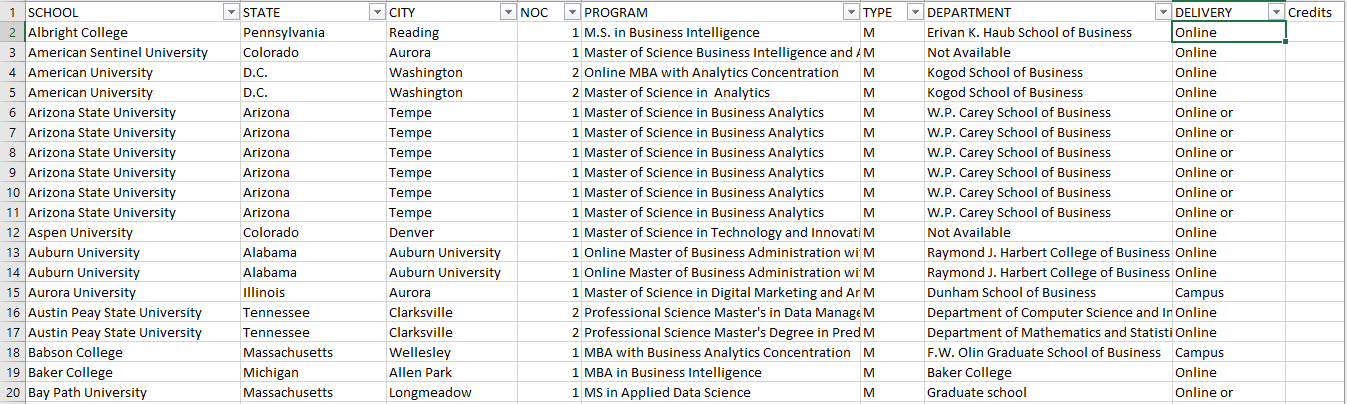 1 SCHOOL STATE CITY NOC PROGRAM TYPE DEPARTMENT DELIVERY Credits
2 Albright College Pennsylvania Reading 1 M.S. in Business Intelligence M Erivan K. Haub School of Business Online
3 American Sentinel University Colorado Aurora 1 Master of Science Business Intelligence and A M Not Available Online
4 American University D.C. Washington 2 Online MBA with Analytics Concentration M Kogod School of Business Online
5 American University D.C. Washington 2 Master of Science in Analytics M Kogod School of Business Online
6 Arizona State University Arizona Tempe 1 Master of Science in Business Analytics M W.P. Carey School of Business Online or
7 Arizona State University Arizona Tempe 1 Master of Science in Business Analytics M W.P. Carey School of Business Online or
8 Arizona State University Arizona Tempe 1 Master of Science in Business Analytics M W.P. Carey School of Business Online or
9 Arizona State University Arizona Tempe 1 Master of Science in Business Analytics M W.P. Carey School of Business Online or
10 Arizona State University Arizona Tempe 1 Master of Science in Business Analytics M W.P. Carey School of Business Online or
11 Arizona State University Arizona Tempe 1 Master of Science in Business Analytics M W.P. Carey School of Business Online or
12 Aspen University Colorado Denver 1 Master of Science in Technology and Innovati M Not Available Online
13 Auburn University Alabama Auburn University 1 Online Master of Business Administration wi M Raymond J. Harbert College of Business Online
14 Auburn University Alabama Auburn University 1 Online Master of Business Administration wi M Raymond J. Harbert College of Business Online
15 Aurora University Illinois Aurora 1 Master of Science in Digital Marketing and An M Dunham School of Business Campus
16 Austin Peay State University Tennessee Clarksville 2 Professional Science Master's in Data Manage M Department of Computer Science and In Online
17 Austin Peay State University Tennessee Clarksville 2 Professional Science Master's Degree in Pred M Department of Mathematics and Statisti Online
18 Babson College Massachusetts Wellesley 1 MBA with Business Analytics Concentration M F.W. Olin Graduate School of Business Campus
19 Baker College Michigan Allen Park 1 MBA in Business Intelligence M Baker College Online
20 Bay Path University Massachusetts Longmeadow 1 MS in Applied Data Science M Graduate school Online or